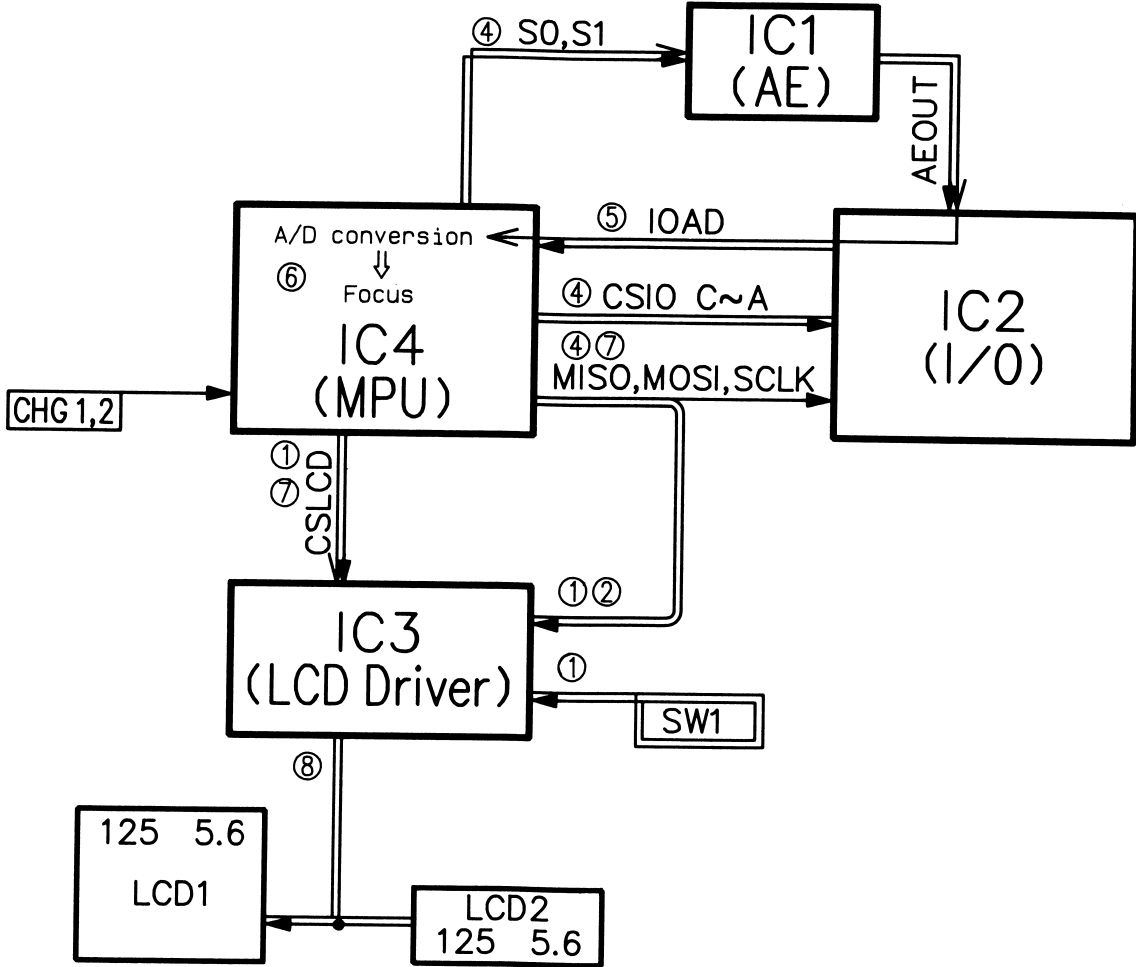 ④ S0,S1
IC1
(AE)
AEOUT
A/D conversion
⇩
⑥
Focus
IC4
(MPU)
⑤ IOAD
④ CSIO C~A
④⑦
MISO,MOSI,SCLK
IC2
(I/O)
CHG1,2
①
⑦
CSLCD
①②
IC3
(LCD Driver)
①
SW1
⑧
125 5.6
LCD1
LCD2
125 5.6